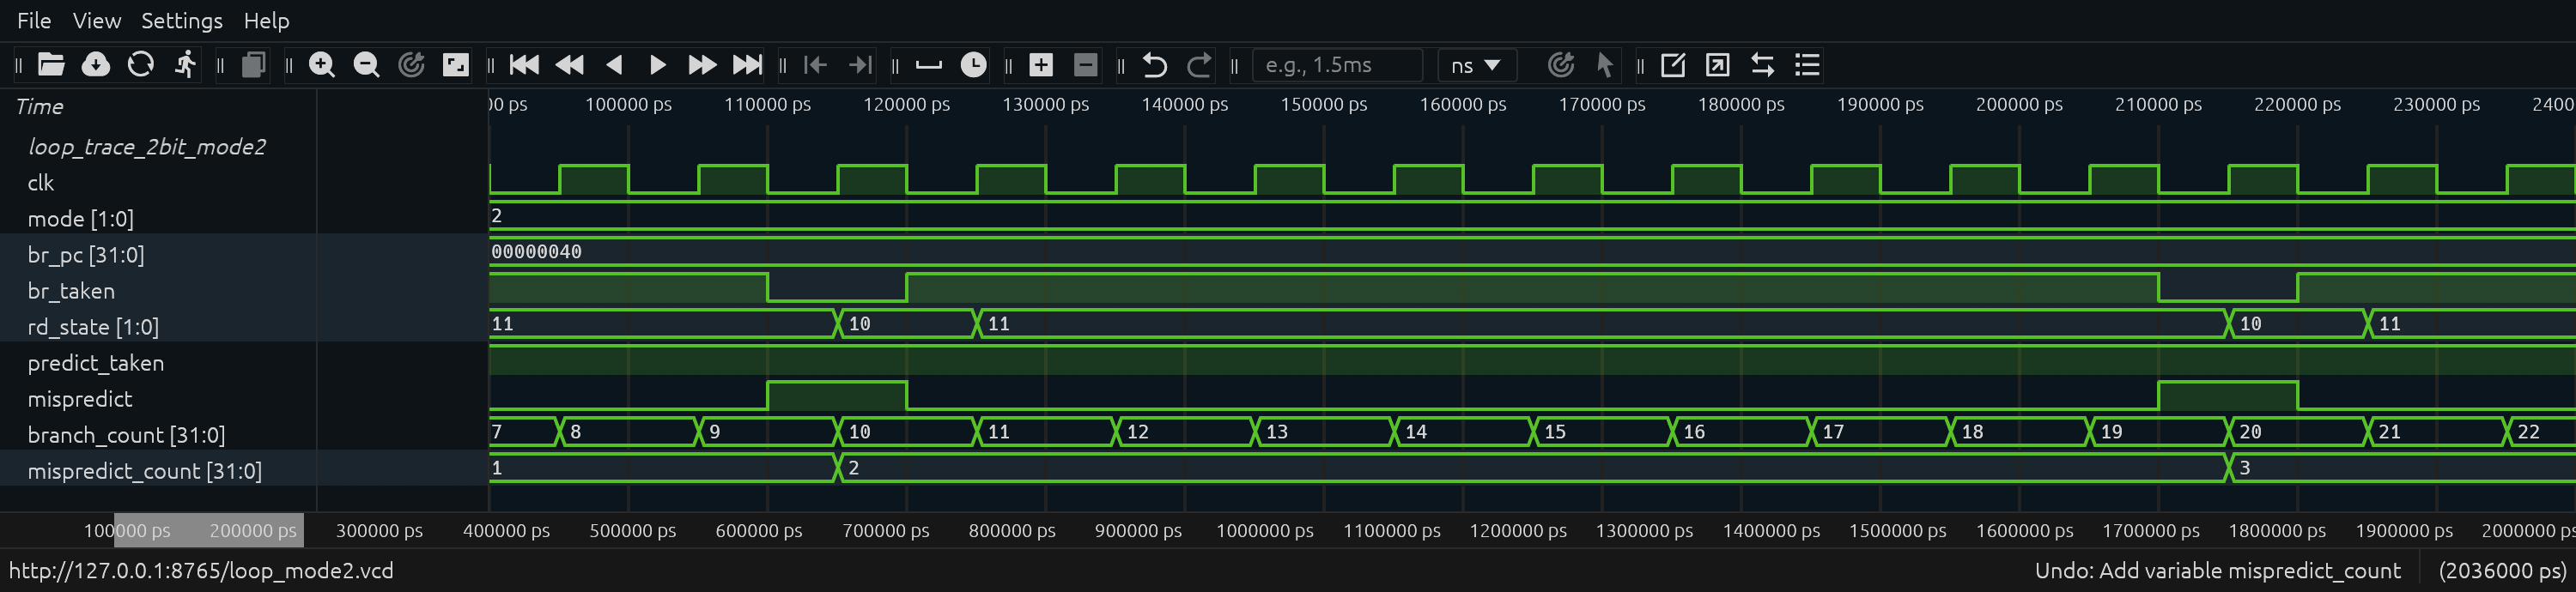 File View Settings Help
e.g., 1.5ms ns
Time 00 ps 100000 ps 110000 ps 120000 ps 130000 ps 140000 ps 150000 ps 160000 ps 170000 ps 180000 ps 190000 ps 200000 ps 210000 ps 220000 ps 230000 ps 2400
loop_trace_2bit_mode2
clk
mode [1:0] 2
br_pc [31:0] 00000040
br_taken
rd_state [1:0] 11 10 11 10 11
predict_taken
mispredict
branch_count [31:0] 7 8 9 10 11 12 13 14 15 16 17 18 19 20 21 22
mispredict_count [31:0] 1 2 3
100000 ps 200000 ps 300000 ps 400000 ps 500000 ps 600000 ps 700000 ps 800000 ps 900000 ps 1000000 ps 1100000 ps 1200000 ps 1300000 ps 1400000 ps 1500000 ps 1600000 ps 1700000 ps 1800000 ps 1900000 ps 2000000 ps
http://127.0.0.1:8765/loop_mode2.vcd Undo: Add variable mispredict_count (2036000 ps)